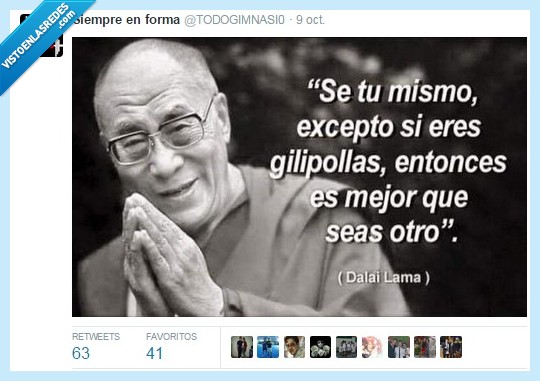 VISTOENLASREDES
.com
Siempre en forma @TODOGIMNASI0 · 9 oct.
“Se tu mismo,
excepto si eres
gilipollas, entonces
es mejor que
seas otro”.
( Dalai Lama )
RETWEETS
FAVORITOS
63
41